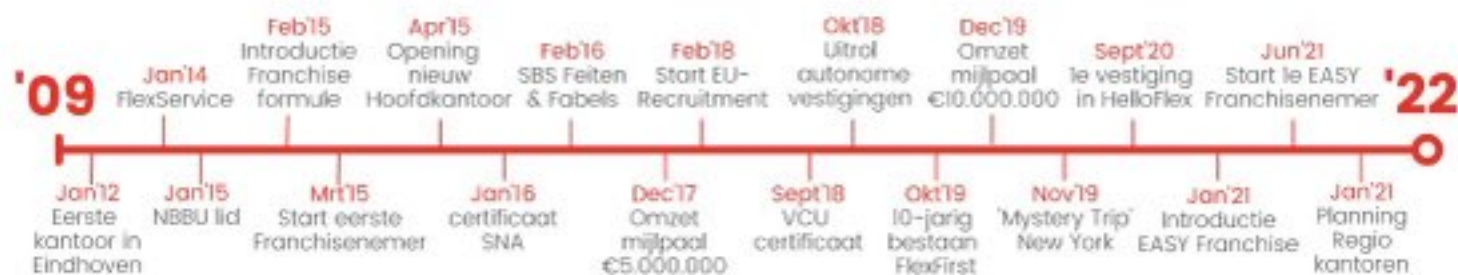 '09
Jan'14
FlexService
Feb'15
Introductie
Franchise
formule
Apr'15
Opening
nieuw
Hoofdkantoor
Feb'16
SBS Feiten
& Fabels
Feb'18
Start EU-
Recruitment
Okt'18
Uitrol
autonome
vestigingen
Dec'19
Omzet
mijlpaal
€10.000.000
Sept'20
1e vestiging
in HelloFlex
Jun'21
Start 1e EASY
Franchisenemer
'22
Jan'12
Eerste
kantoor in
Eindhoven
Jan'15
NBBU lid
Mrt'15
Start eerste
Franchisenemer
Jan'16
certificaat
SNA
Dec'17
Omzet
mijlpaal
€5.000.000
Sept'18
VCU
certificaat
Okt'19
10-jarig
bestaan
FlexFirst
Nov'19
'Mystery Trip'
New York
Jan'21
Introductie
EASY Franchise
Jan'21
Planning
Regio
kantoren